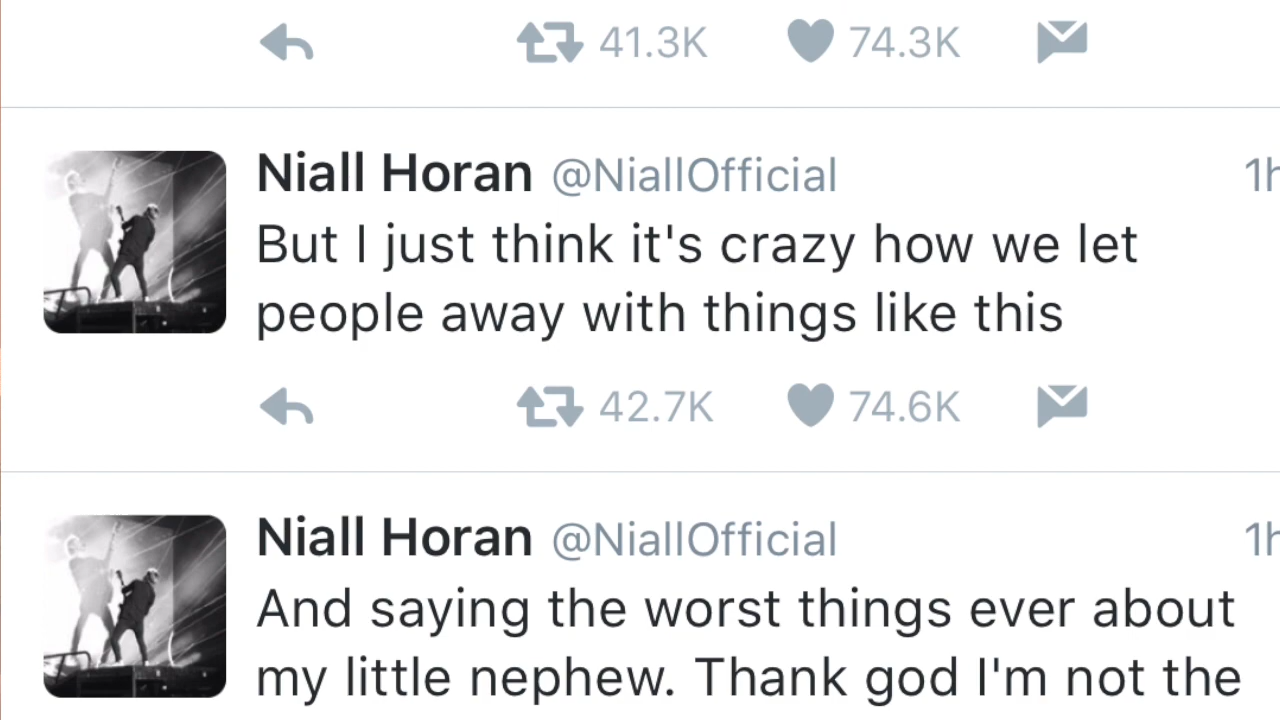 41.3K 74.3K
Niall Horan @NiallOfficial 1h
But I just think it's crazy how we let
people away with things like this
42.7K 74.6K
Niall Horan @NiallOfficial 1h
And saying the worst things ever about
my little nephew. Thank god I'm not the